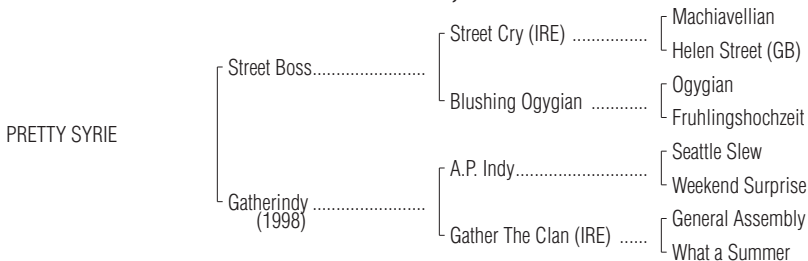 Machiavellian
Street Cry (IRE) ................
Helen Street (GB)
Street Boss........................
Ogygian
Blushing Ogygian ............
Fruhlingshochzeit
PRETTY SYRIE
Seattle Slew
A.P. Indy............................
Weekend Surprise
Gatherindy ........................
(1998)
General Assembly
Gather The Clan (IRE) ......
What a Summer